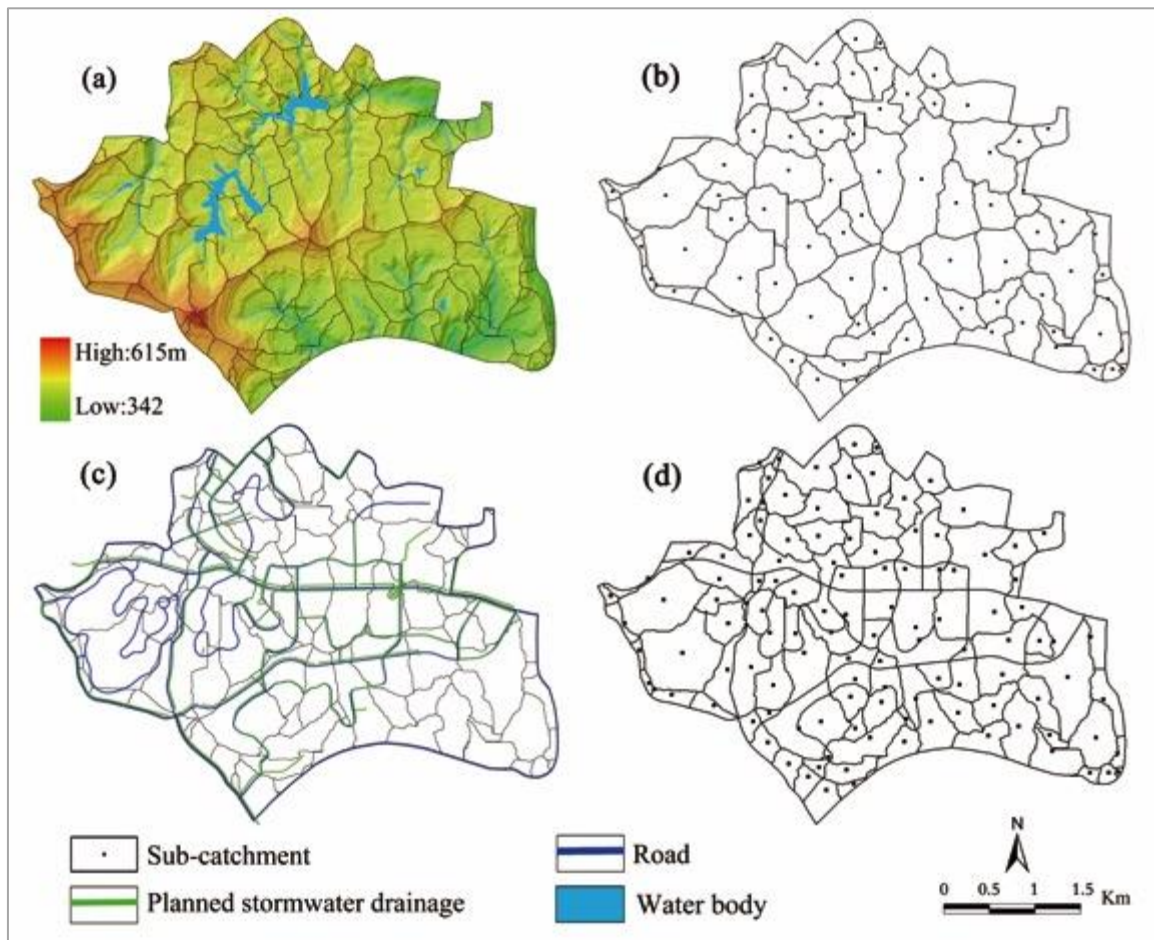 (a)
(b)
High:615m
Low:342
(c)
(d)
Sub-catchment
Road
Planned stormwater drainage
Water body
N
0 0.5 1 1.5 Km